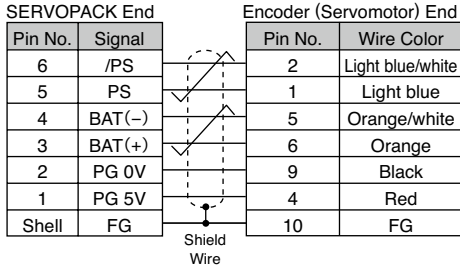 SERVOPACK End
Encoder (Servomotor) End
Pin No. Signal Pin No. Wire Color
6 /PS 2 Light blue/white
5 PS 1 Light blue
4 BAT(−) 5 Orange/white
3 BAT(+) 6 Orange
2 PG 0V 9 Black
1 PG 5V 4 Red
Shell FG 10 FG
Shield
Wire